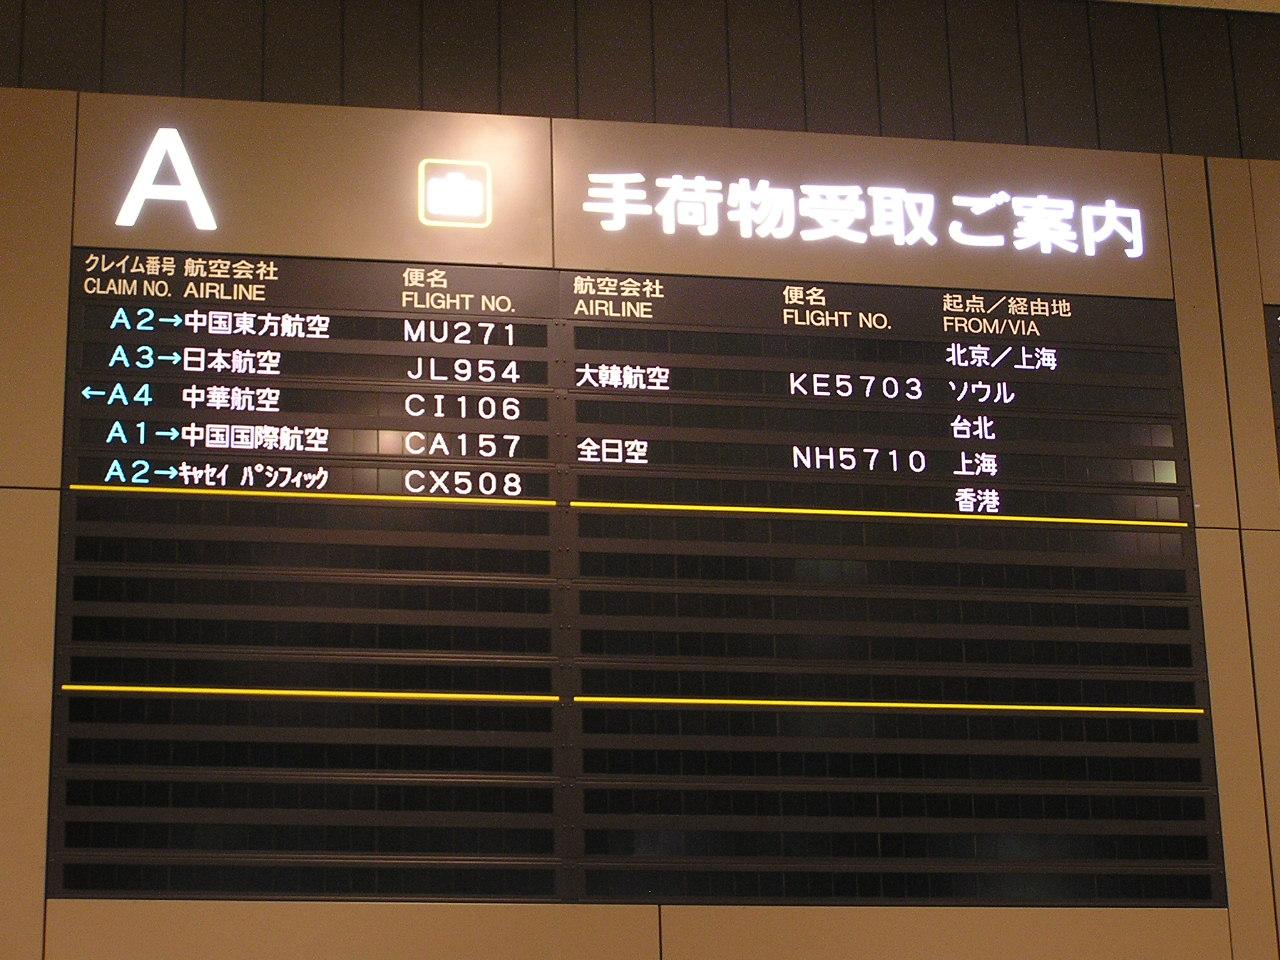 A 手荷物受取ご案内
クレイム番号 航空会社 便名 航空会社 便名 起点／経由地
CLAIM NO. AIRLINE FLIGHT NO. AIRLINE FLIGHT NO. FROM/VIA
A2→中国東方航空 MU271 北京／上海
A3→日本航空 JL954 大韓航空 KE5703 ソウル
←A4 中華航空 CI106 台北
A1→中国国際航空 CA157 全日空 NH5710 上海
A2→ｷｬｾｲ ﾊﾟｼﾌｨｯｸ CX508 香港